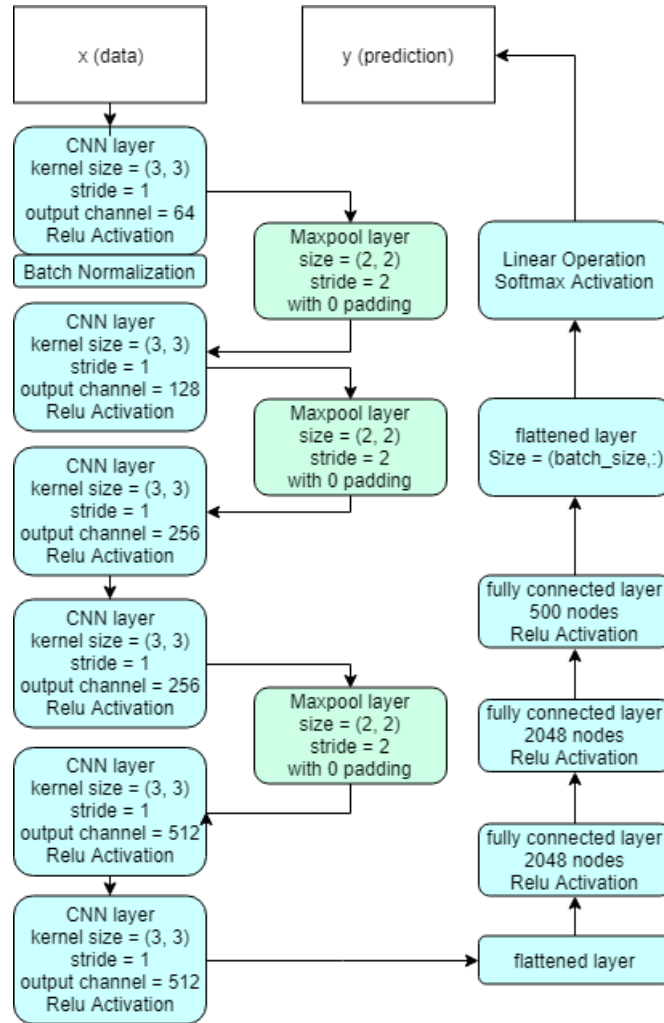 x (data)
CNN layer
kernel size = (3, 3)
stride = 1
output channel = 64
Relu Activation
Batch Normalization
Maxpool layer
size = (2, 2)
stride = 2
with 0 padding
CNN layer
kernel size = (3, 3)
stride = 1
output channel = 128
Relu Activation
Maxpool layer
size = (2, 2)
stride = 2
with 0 padding
CNN layer
kernel size = (3, 3)
stride = 1
output channel = 256
Relu Activation
CNN layer
kernel size = (3, 3)
stride = 1
output channel = 256
Relu Activation
Maxpool layer
size = (2, 2)
stride = 2
with 0 padding
CNN layer
kernel size = (3, 3)
stride = 1
output channel = 512
Relu Activation
CNN layer
kernel size = (3, 3)
stride = 1
output channel = 512
Relu Activation
flattened layer
fully connected layer
2048 nodes
Relu Activation
fully connected layer
2048 nodes
Relu Activation
fully connected layer
500 nodes
Relu Activation
flattened layer
Size = (batch_size,:)
Linear Operation
Softmax Activation
y (prediction)